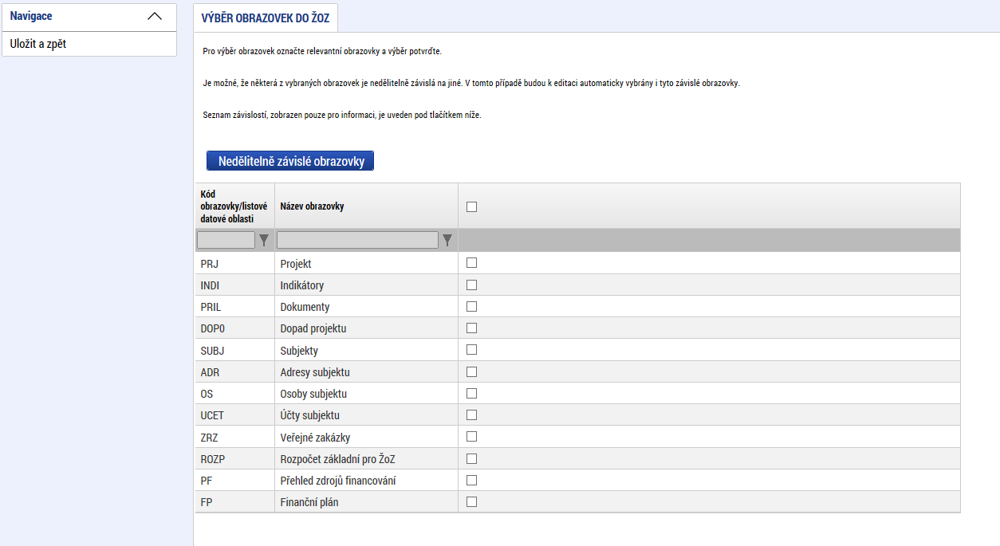 Navigace
Uložit a zpět
VÝBĚR OBRAZOVEK DO ŽOZ
Pro výběr obrazovek označte relevantní obrazovky a výběr potvrďte.
Je možné, že některá z vybraných obrazovek je nedělitelně závislá na jiné. V tomto případě budou k editaci automaticky vybrány i tyto závislé obrazovky.
Seznam závislostí, zobrazen pouze pro informaci, je uveden pod tlačítkem níže.
Nedělitelně závislé obrazovky
Kód
obrazovky/listové
datové oblasti
Název obrazovky
PRJ Projekt
INDI Indikátory
PRIL Dokumenty
DOP0 Dopad projektu
SUBJ Subjekty
ADR Adresy subjektu
OS Osoby subjektu
UCET Účty subjektu
ZRZ Veřejné zakázky
ROZP Rozpočet základní pro ŽoZ
PF Přehled zdrojů financování
FP Finanční plán